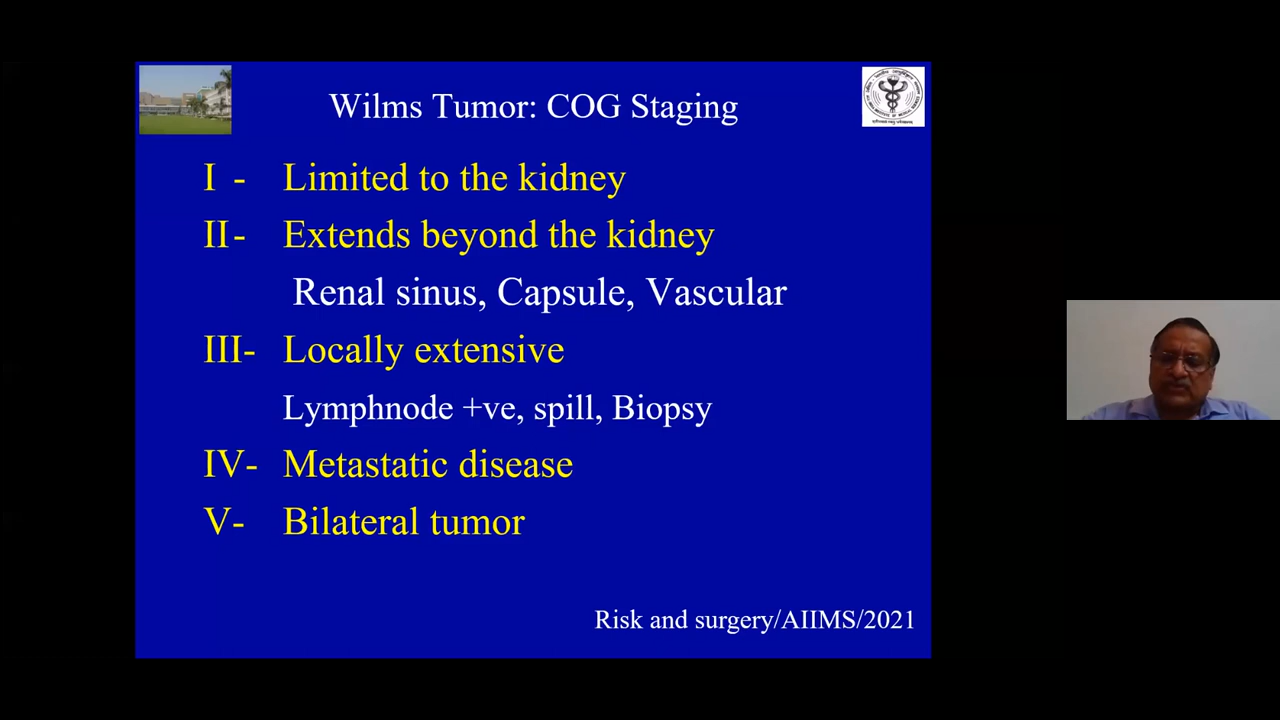 Wilms Tumor: COG Staging
I - Limited to the kidney
II - Extends beyond the kidney
Renal sinus, Capsule, Vascular
III- Locally extensive
Lymphnode +ve, spill, Biopsy
IV- Metastatic disease
V- Bilateral tumor
Risk and surgery/AIIMS/2021